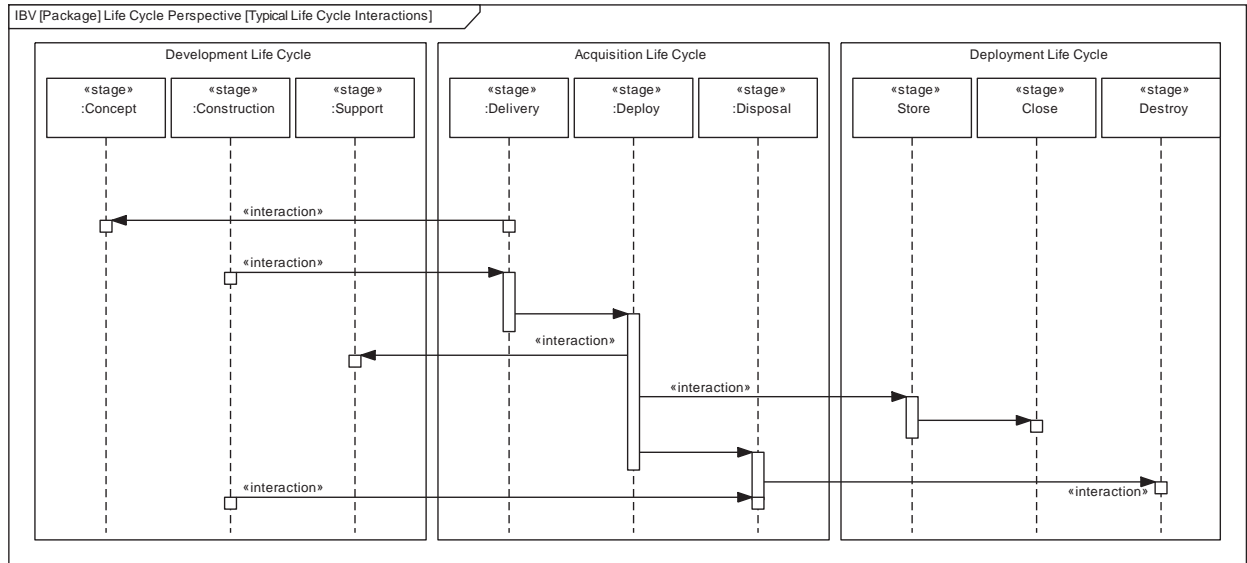 IBV [Package] Life Cycle Perspective [Typical Life Cycle Interactions]
Development Life Cycle
Acquisition Life Cycle
Deployment Life Cycle
«stage»
:Concept
«stage»
:Construction
«stage»
:Support
«stage»
:Delivery
«stage»
:Deploy
«stage»
:Disposal
«stage»
Store
«stage»
Close
«stage»
Destroy
«interaction»
«interaction»
«interaction»
«interaction»
«interaction»
«interaction»